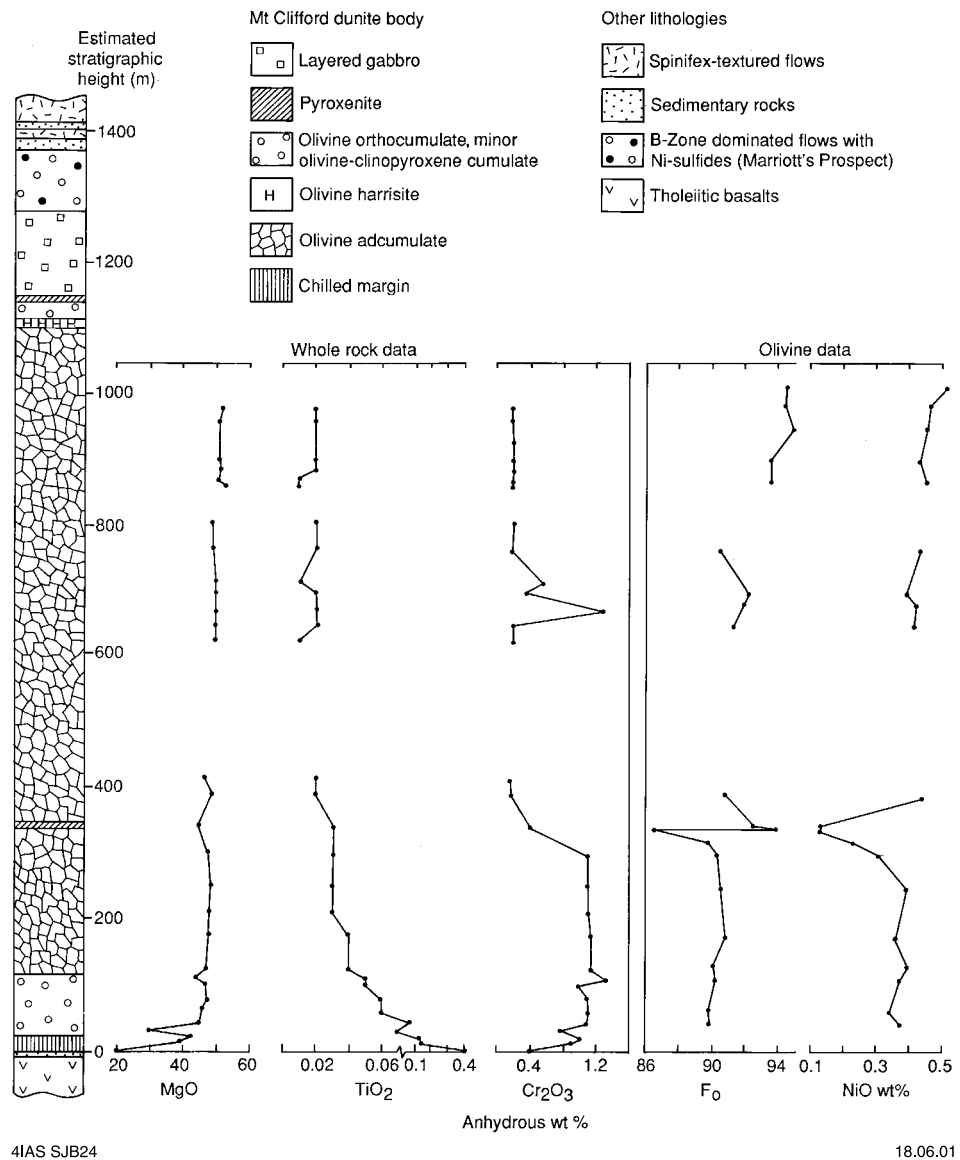 Estimated
stratigraphic
height (m)
Mt Clifford dunite body
Layered gabbro
Pyroxenite
Olivine orthocumulate, minor
olivine-clinopyroxene cumulate
H Olivine harrisite
Olivine adcumulate
Chilled margin
Other lithologies
Spinifex-textured flows
Sedimentary rocks
B-Zone dominated flows with
Ni-sulfides (Marriott's Prospect)
Tholeiitic basalts
1400
1200
1000
800
600
400
200
0
H H H H
Whole rock data
Olivine data
20 40 60
MgO
0.02 0.06 0.1 0.4
TiO2
0.4 1.2
Cr2O3
86 90 94
Fo
0.1 0.3 0.5
NiO wt%
Anhydrous wt %
4IAS SJB24
18.06.01